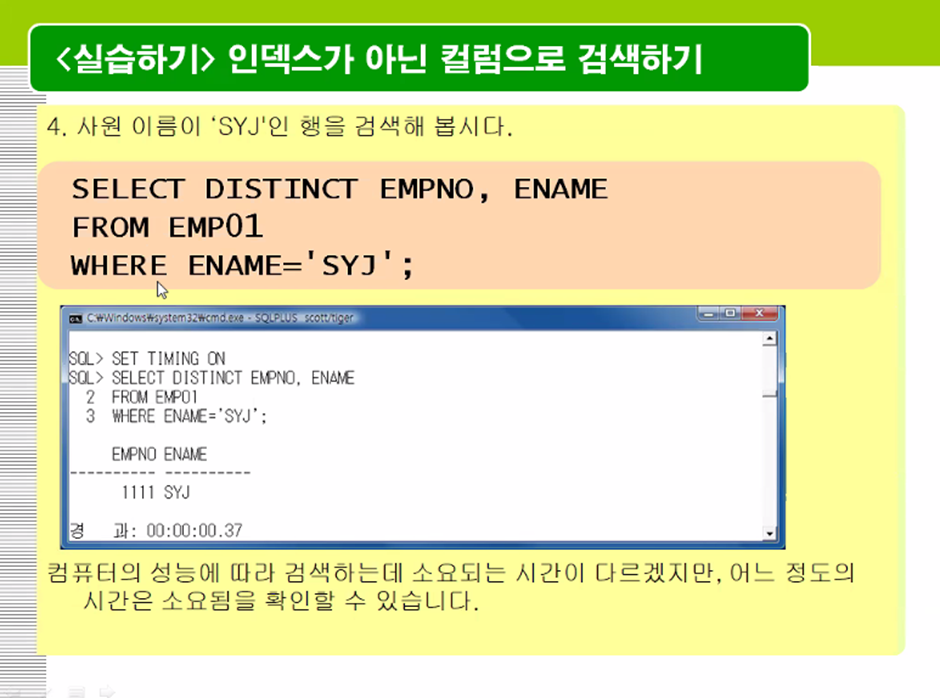 <실습하기> 인덱스가 아닌 컬럼으로 검색하기
4. 사원 이름이 ‘SYJ'인 행을 검색해 봅시다.
SELECT DISTINCT EMPNO, ENAME
FROM EMP01
WHERE ENAME='SYJ';
C:₩Windows₩system32₩cmd.exe - SQLPLUS scott/tiger
SQL> SET TIMING ON
SQL> SELECT DISTINCT EMPNO, ENAME
2 FROM EMP01
3 WHERE ENAME='SYJ';
EMPNO ENAME
---------- ----------
1111 SYJ
경 과: 00:00:00.37
컴퓨터의 성능에 따라 검색하는데 소요되는 시간이 다르겠지만, 어느 정도의
시간은 소요됨을 확인할 수 있습니다.